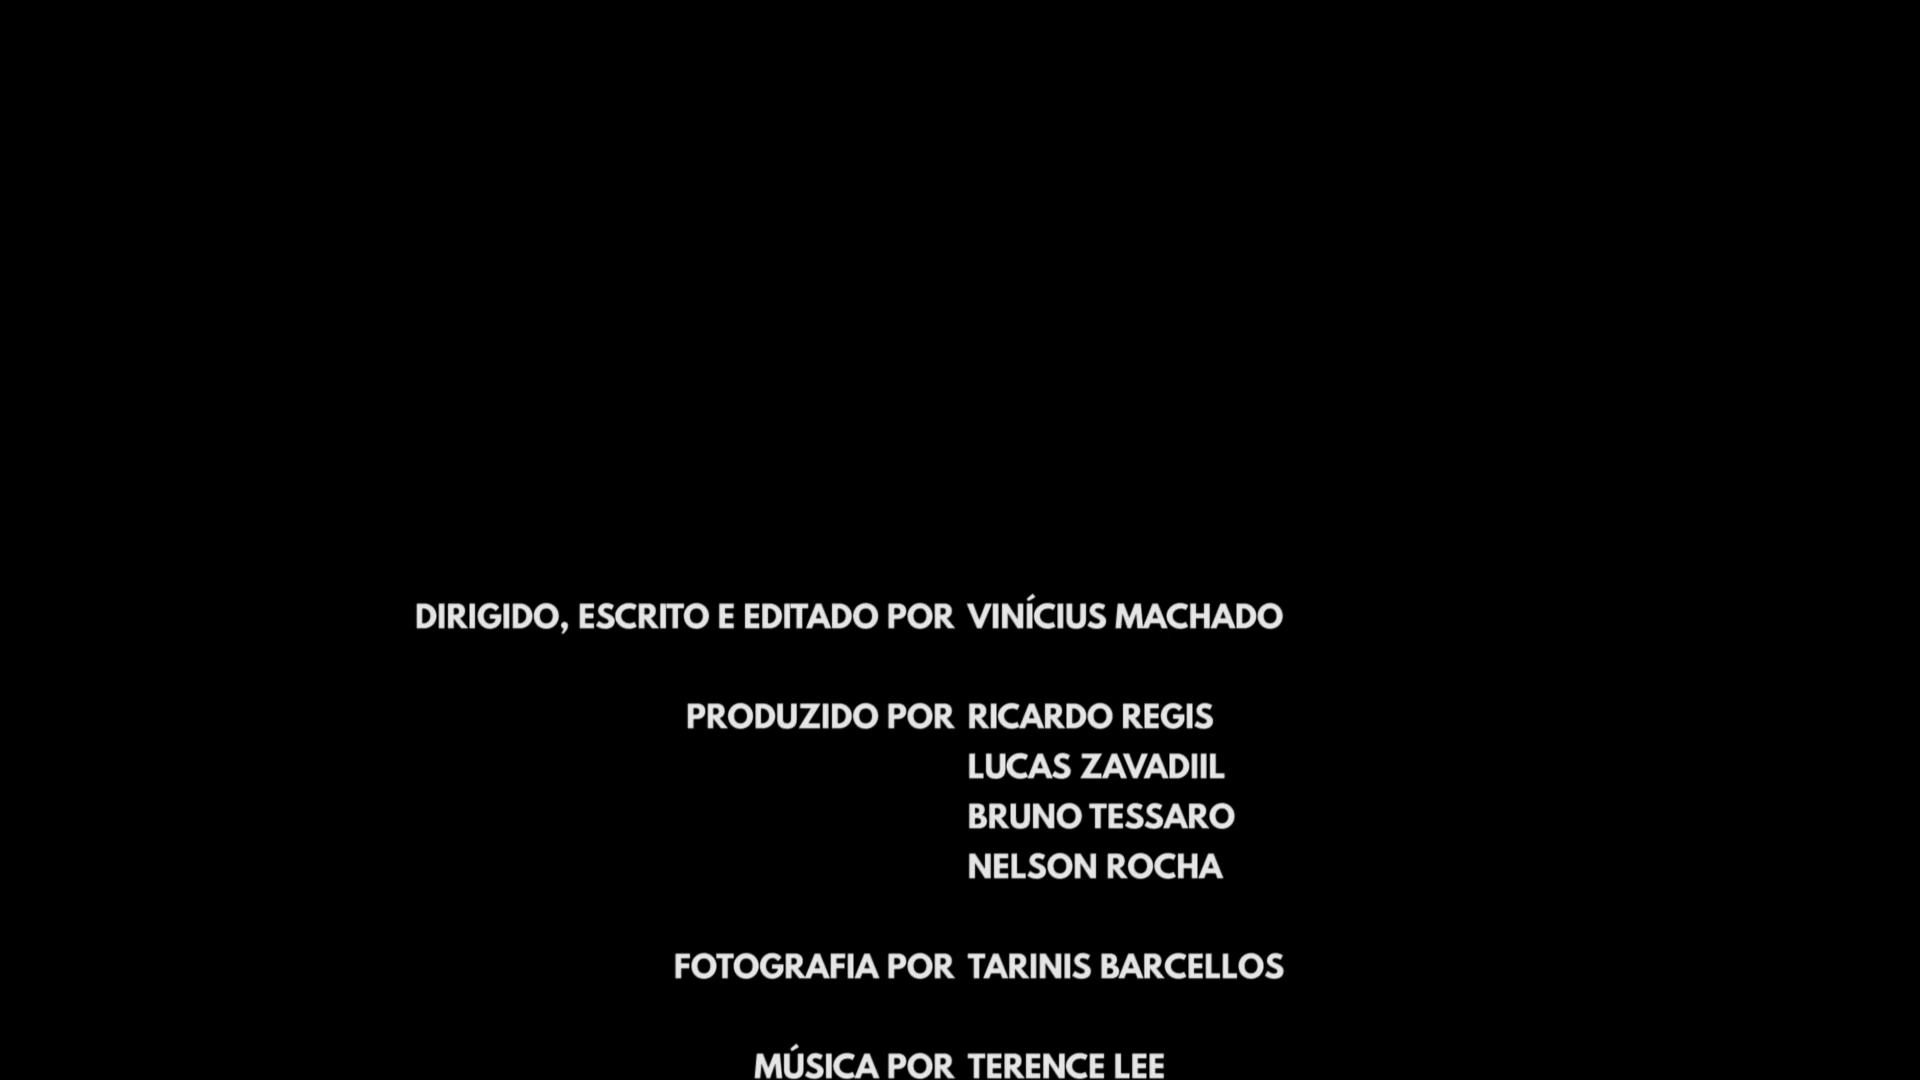 DIRIGIDO, ESCRITO E EDITADO POR VINÍCIUS MACHADO
PRODUZIDO POR RICARDO REGIS
LUCAS ZAVADIIL
BRUNO TESSARO
NELSON ROCHA
FOTOGRAFIA POR TARINIS BARCELLOS
MÚSICA POR TERENCE LEE